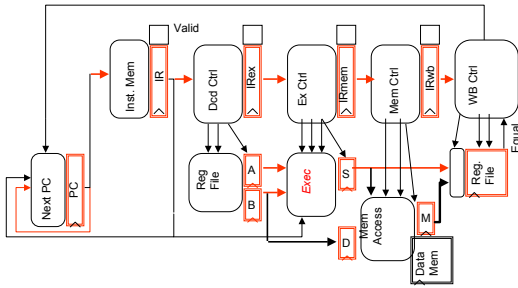 Valid
Inst. Mem
IR
Dcd Ctrl
IRex
Ex Ctrl
IRmem
Mem Ctrl
IRwb
WB Ctrl
Equal
Next PC
PC
Reg
File
A
B
Exec
S
D
Mem
Access
M
Data
Mem
Reg.
File